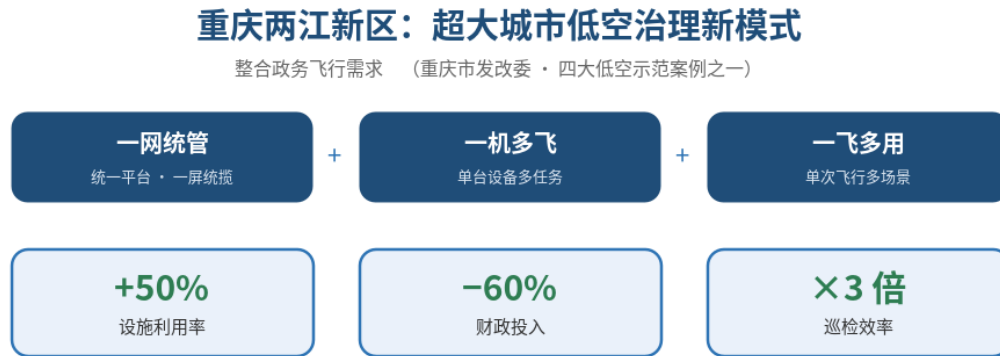 重庆两江新区：超大城市低空治理新模式
整合政务飞行需求 （重庆市发改委 · 四大低空示范案例之一）
一网统管 + 一机多飞 + 一飞多用
统一平台 · 一屏统揽 单台设备多任务 单次飞行多场景
+50% −60% ×3 倍
设施利用率 财政投入 巡检效率